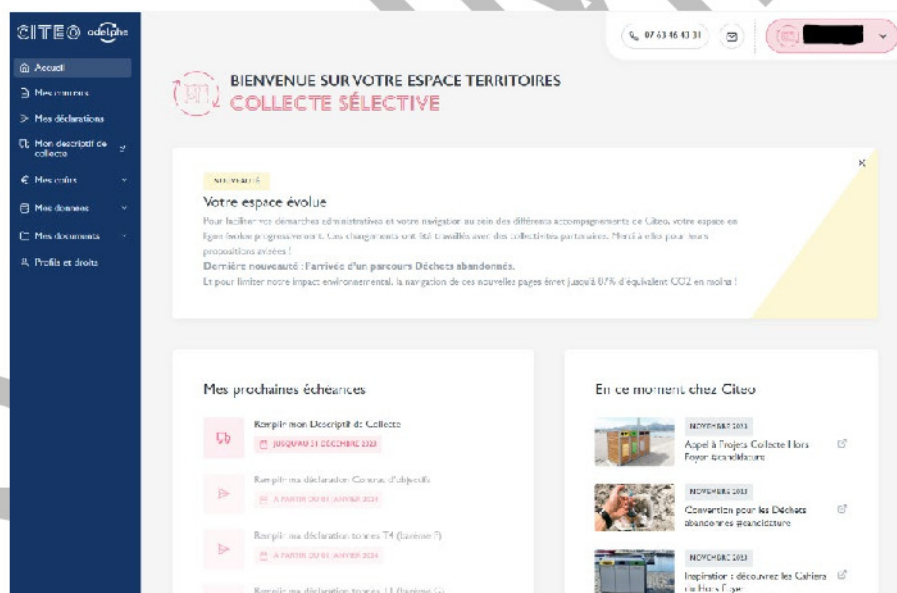 CITEO adelphe
07 63 46 43 31
Accueil
Mes contrats
Mes déclarations
Mon descriptif de
collecte
Mes coûts
Mes données
Mes documents
Profils et droits
BIENVENUE SUR VOTRE ESPACE TERRITOIRES
COLLECTE SÉLECTIVE
NOUVEAUTÉ
Votre espace évolue
Pour faciliter vos démarches administratives et votre navigation au sein des différents accompagnements de Citeo, votre espace en
ligne évolue progressivement. Ces changements ont été travaillés avec des collectivités partenaires. Merci à elles pour leurs
propositions avisées !
Dernière nouveauté : l'arrivée d'un parcours Déchets abandonnés.
Et pour limiter notre impact environnemental, la navigation de ces nouvelles pages émet jusqu'à 87% d'équivalent CO2 en moins !
Mes prochaines échéances
Remplir mon Descriptif de Collecte
JUSQU'AU 31 DÉCEMBRE 2023
Remplir ma déclaration Contrat d'objectifs
À PARTIR DU 01 JANVIER 2024
Remplir ma déclaration tonnes T4 (barème F)
À PARTIR DU 01 JANVIER 2024
Remplir ma déclaration tonnes
En ce moment chez Citeo
NOVEMBRE 2023
Appel à Projets Collecte Hors
Foyer #candidature
NOVEMBRE 2023
Convention pour les Déchets
abandonnés #candidature
NOVEMBRE 2023
Inspiration : découvrez les Cahiers
du Hors Foyer